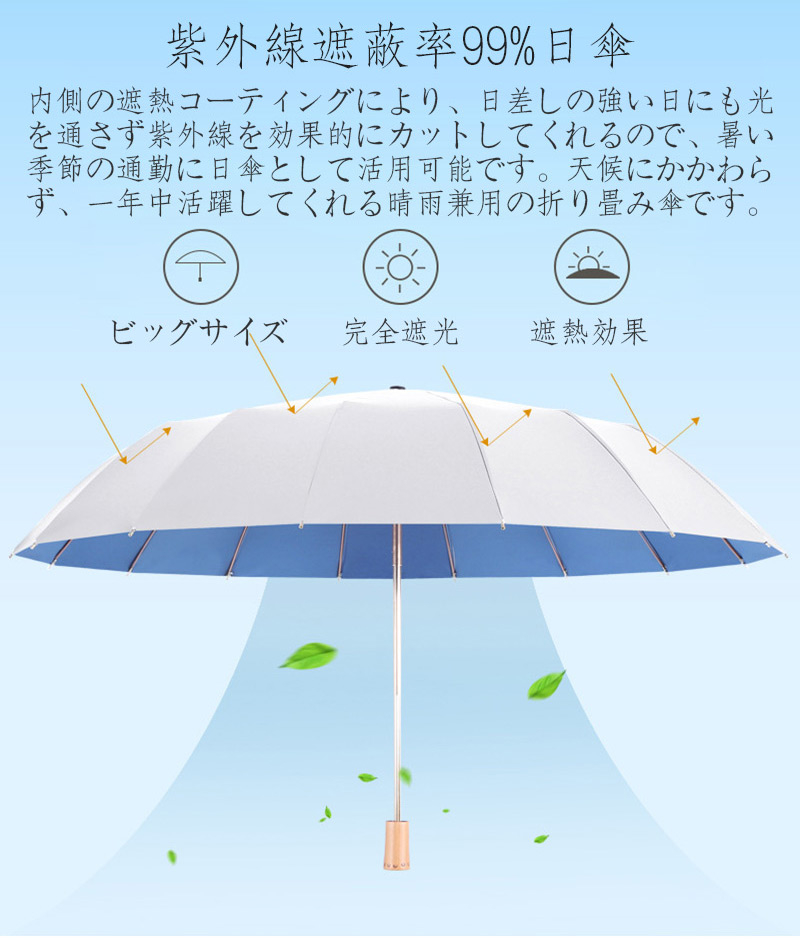 紫外線遮蔽率99%日傘
内側の遮熱コーティングにより、日差しの強い日にも光
を通さず紫外線を効果的にカットしてくれるので、暑い
季節の通勤に日傘として活用可能です。天候にかかわら
ず、一年中活躍してくれる晴雨兼用の折り畳み傘です。
ビッグサイズ 完全遮光 遮熱効果